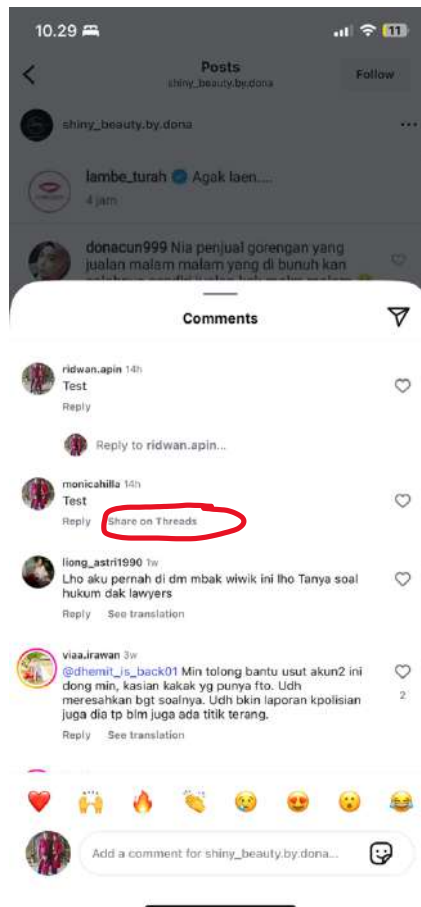 10.29
11
Posts
shiny_beauty.by.dona
Follow
shiny_beauty.by.dona
lambe_turah Agak laen....
4 jam
donacun999 Nia penjual gorengan yang
jualan malam malam yang di bunuh kan
Comments
ridwan.apin 14h
Test
Reply
Reply to ridwan.apin...
monicahilla 14h
Test
Reply Share on Threads
liong_astri1990 1w
Lho aku pernah di dm mbak wiwik ini lho Tanya soal
hukum dak lawyers
Reply See translation
viaa.irawan 3w
@dhemit_is_back01 Min tolong bantu usut akun2 ini
dong min, kasian kakak yg punya fto. Udh
meresahkan bgt soalnya. Udh bkin laporan kpolisian
juga dia tp blm juga ada titik terang.
2
Reply See translation
Add a comment for shiny_beauty.by.dona...